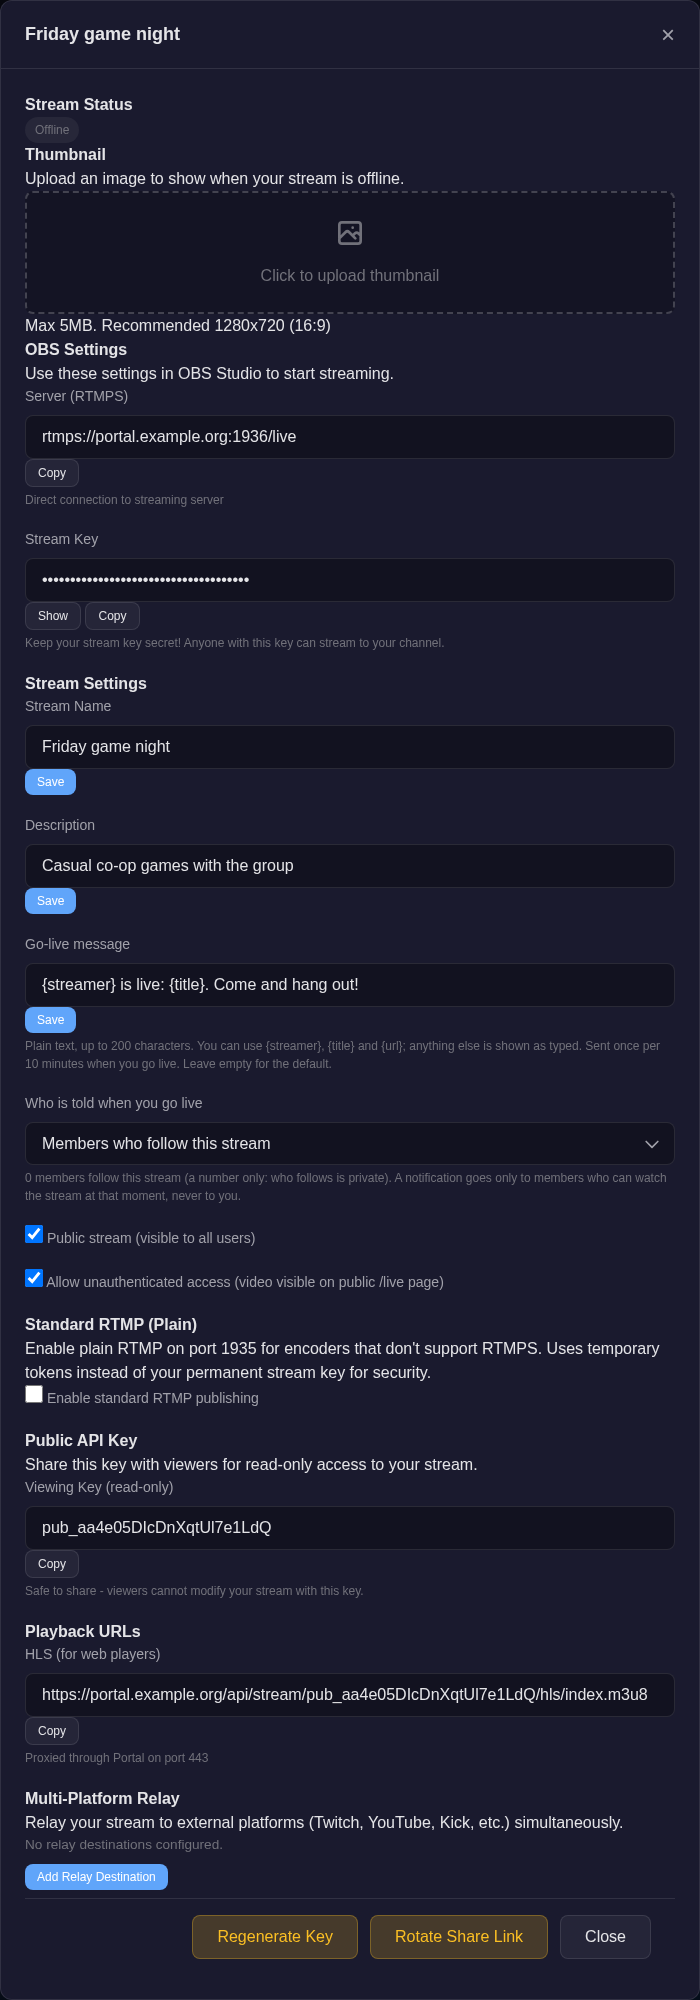 Friday game night
×
Stream Status
Offline
Thumbnail
Upload an image to show when your stream is offline.
Click to upload thumbnail
Max 5MB. Recommended 1280x720 (16:9)
OBS Settings
Use these settings in OBS Studio to start streaming.
Server (RTMPS)
rtmps://portal.example.org:1936/live
Copy
Direct connection to streaming server
Stream Key
•••••••••••••••••••••••••••••••••••••
Show Copy
Keep your stream key secret! Anyone with this key can stream to your channel.
Stream Settings
Stream Name
Friday game night
Save
Description
Casual co-op games with the group
Save
Go-live message
{streamer} is live: {title}. Come and hang out!
Save
Plain text, up to 200 characters. You can use {streamer}, {title} and {url}; anything else is shown as typed. Sent once per
10 minutes when you go live. Leave empty for the default.
Who is told when you go live
Members who follow this stream
0 members follow this stream (a number only: who follows is private). A notification goes only to members who can watch
the stream at that moment, never to you.
Public stream (visible to all users)
Allow unauthenticated access (video visible on public /live page)
Standard RTMP (Plain)
Enable plain RTMP on port 1935 for encoders that don't support RTMPS. Uses temporary
tokens instead of your permanent stream key for security.
Enable standard RTMP publishing
Public API Key
Share this key with viewers for read-only access to your stream.
Viewing Key (read-only)
pub_aa4e05DIcDnXqtUl7e1LdQ
Copy
Safe to share - viewers cannot modify your stream with this key.
Playback URLs
HLS (for web players)
https://portal.example.org/api/stream/pub_aa4e05DIcDnXqtUl7e1LdQ/hls/index.m3u8
Copy
Proxied through Portal on port 443
Multi-Platform Relay
Relay your stream to external platforms (Twitch, YouTube, Kick, etc.) simultaneously.
No relay destinations configured.
Add Relay Destination
Regenerate Key Rotate Share Link Close